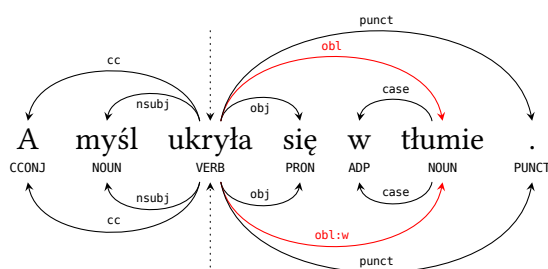 punct
obl
cc
nsubj
obj
case
A myśl ukryła się w tłumie .
CCONJ NOUN VERB PRON ADP NOUN PUNCT
nsubj
obj
case
cc
obl:w
punct